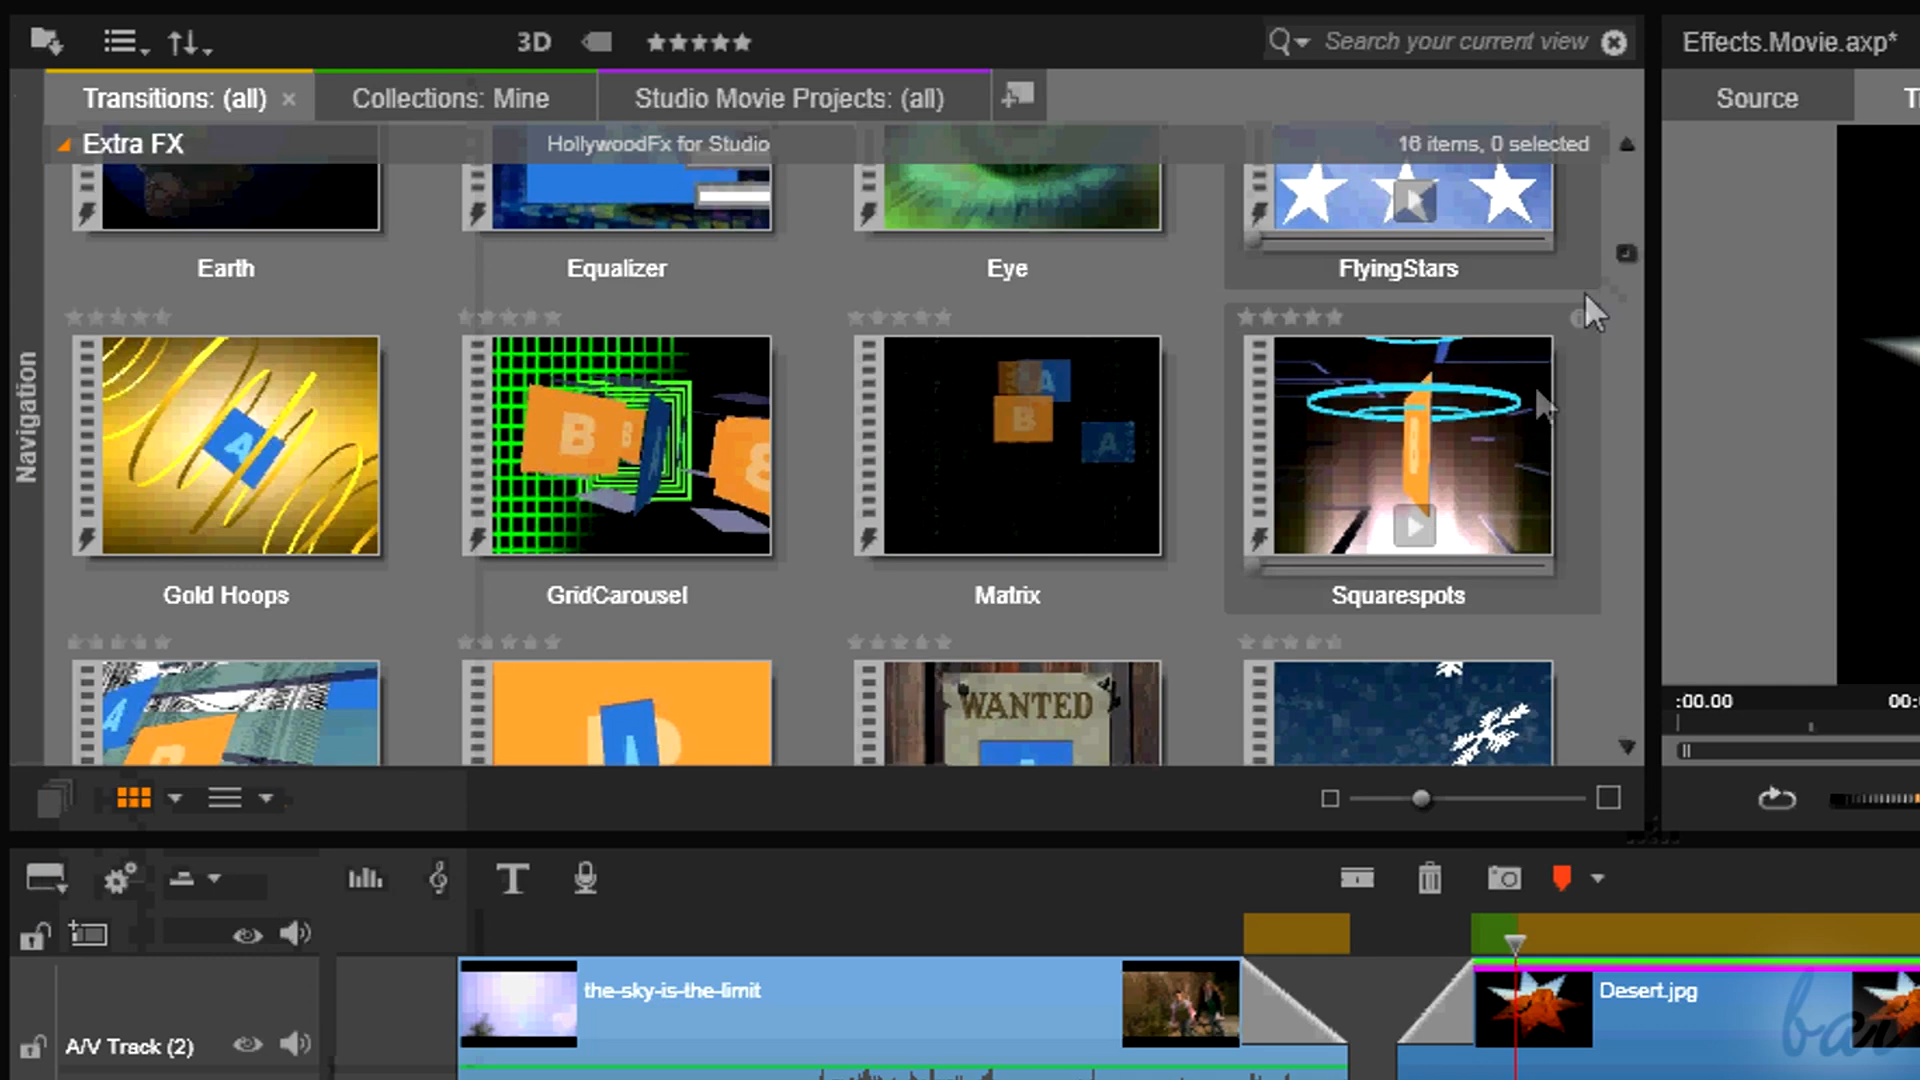 3D
Search your current view
Effects.Movie.axp*
Transitions: (all)
Collections: Mine
Studio Movie Projects: (all)
Source
Extra FX
HollywoodFx for Studio
16 items, 0 selected
Navigation
Earth
Equalizer
Eye
FlyingStars
A
B
B
A
B
A
Gold Hoops
GridCarousel
Matrix
Squarespots
A
A
WANTED
:00.00
00:
T
the-sky-is-the-limit
Desert.jpg
A/V Track (2)